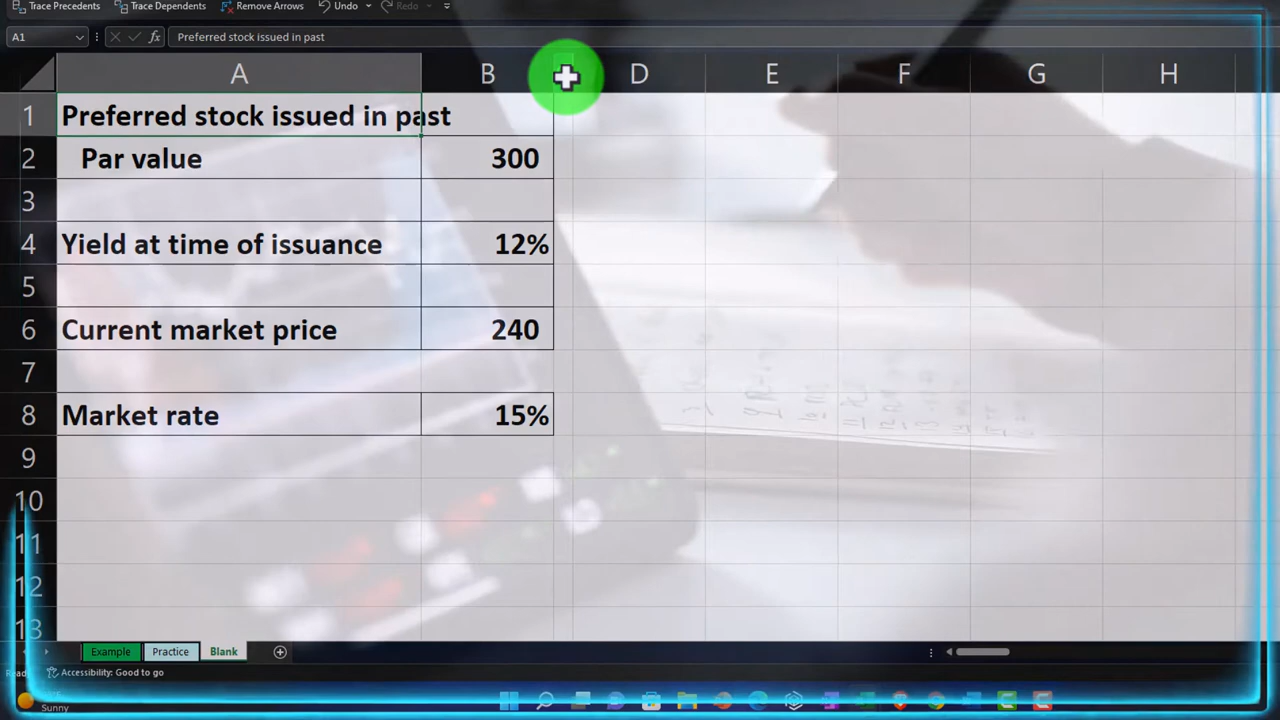 Trace Precedents Trace Dependents Remove Arrows Undo Redo
A1 fx Preferred stock issued in past
A B D E F G H
1 Preferred stock issued in past
2 Par value 300
3
4 Yield at time of issuance 12%
5
6 Current market price 240
7
8 Market rate 15%
9
10
11
12
13
Example Practice Blank
Accessibility: Good to go
Sunny